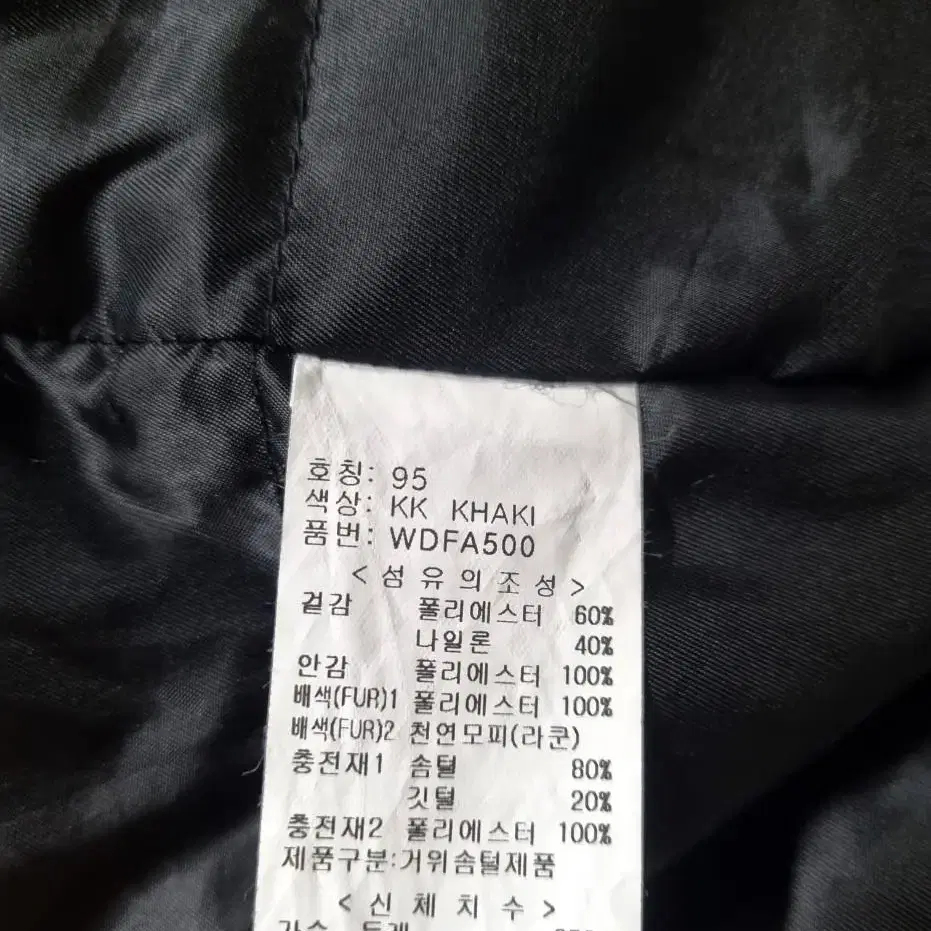 호칭: 95
색상: KK KHAKI
품번: WDFA500
< 섬유의 조성 >
겉감 폴리에스터 60%
나일론 40%
안감 폴리에스터 100%
배색(FUR)1 폴리에스터 100%
배색(FUR)2 천연모피(라쿤)
충전재1 솜털 80%
깃털 20%
충전재2 폴리에스터 100%
제품구분:거위솜털제품
< 신체치수 >